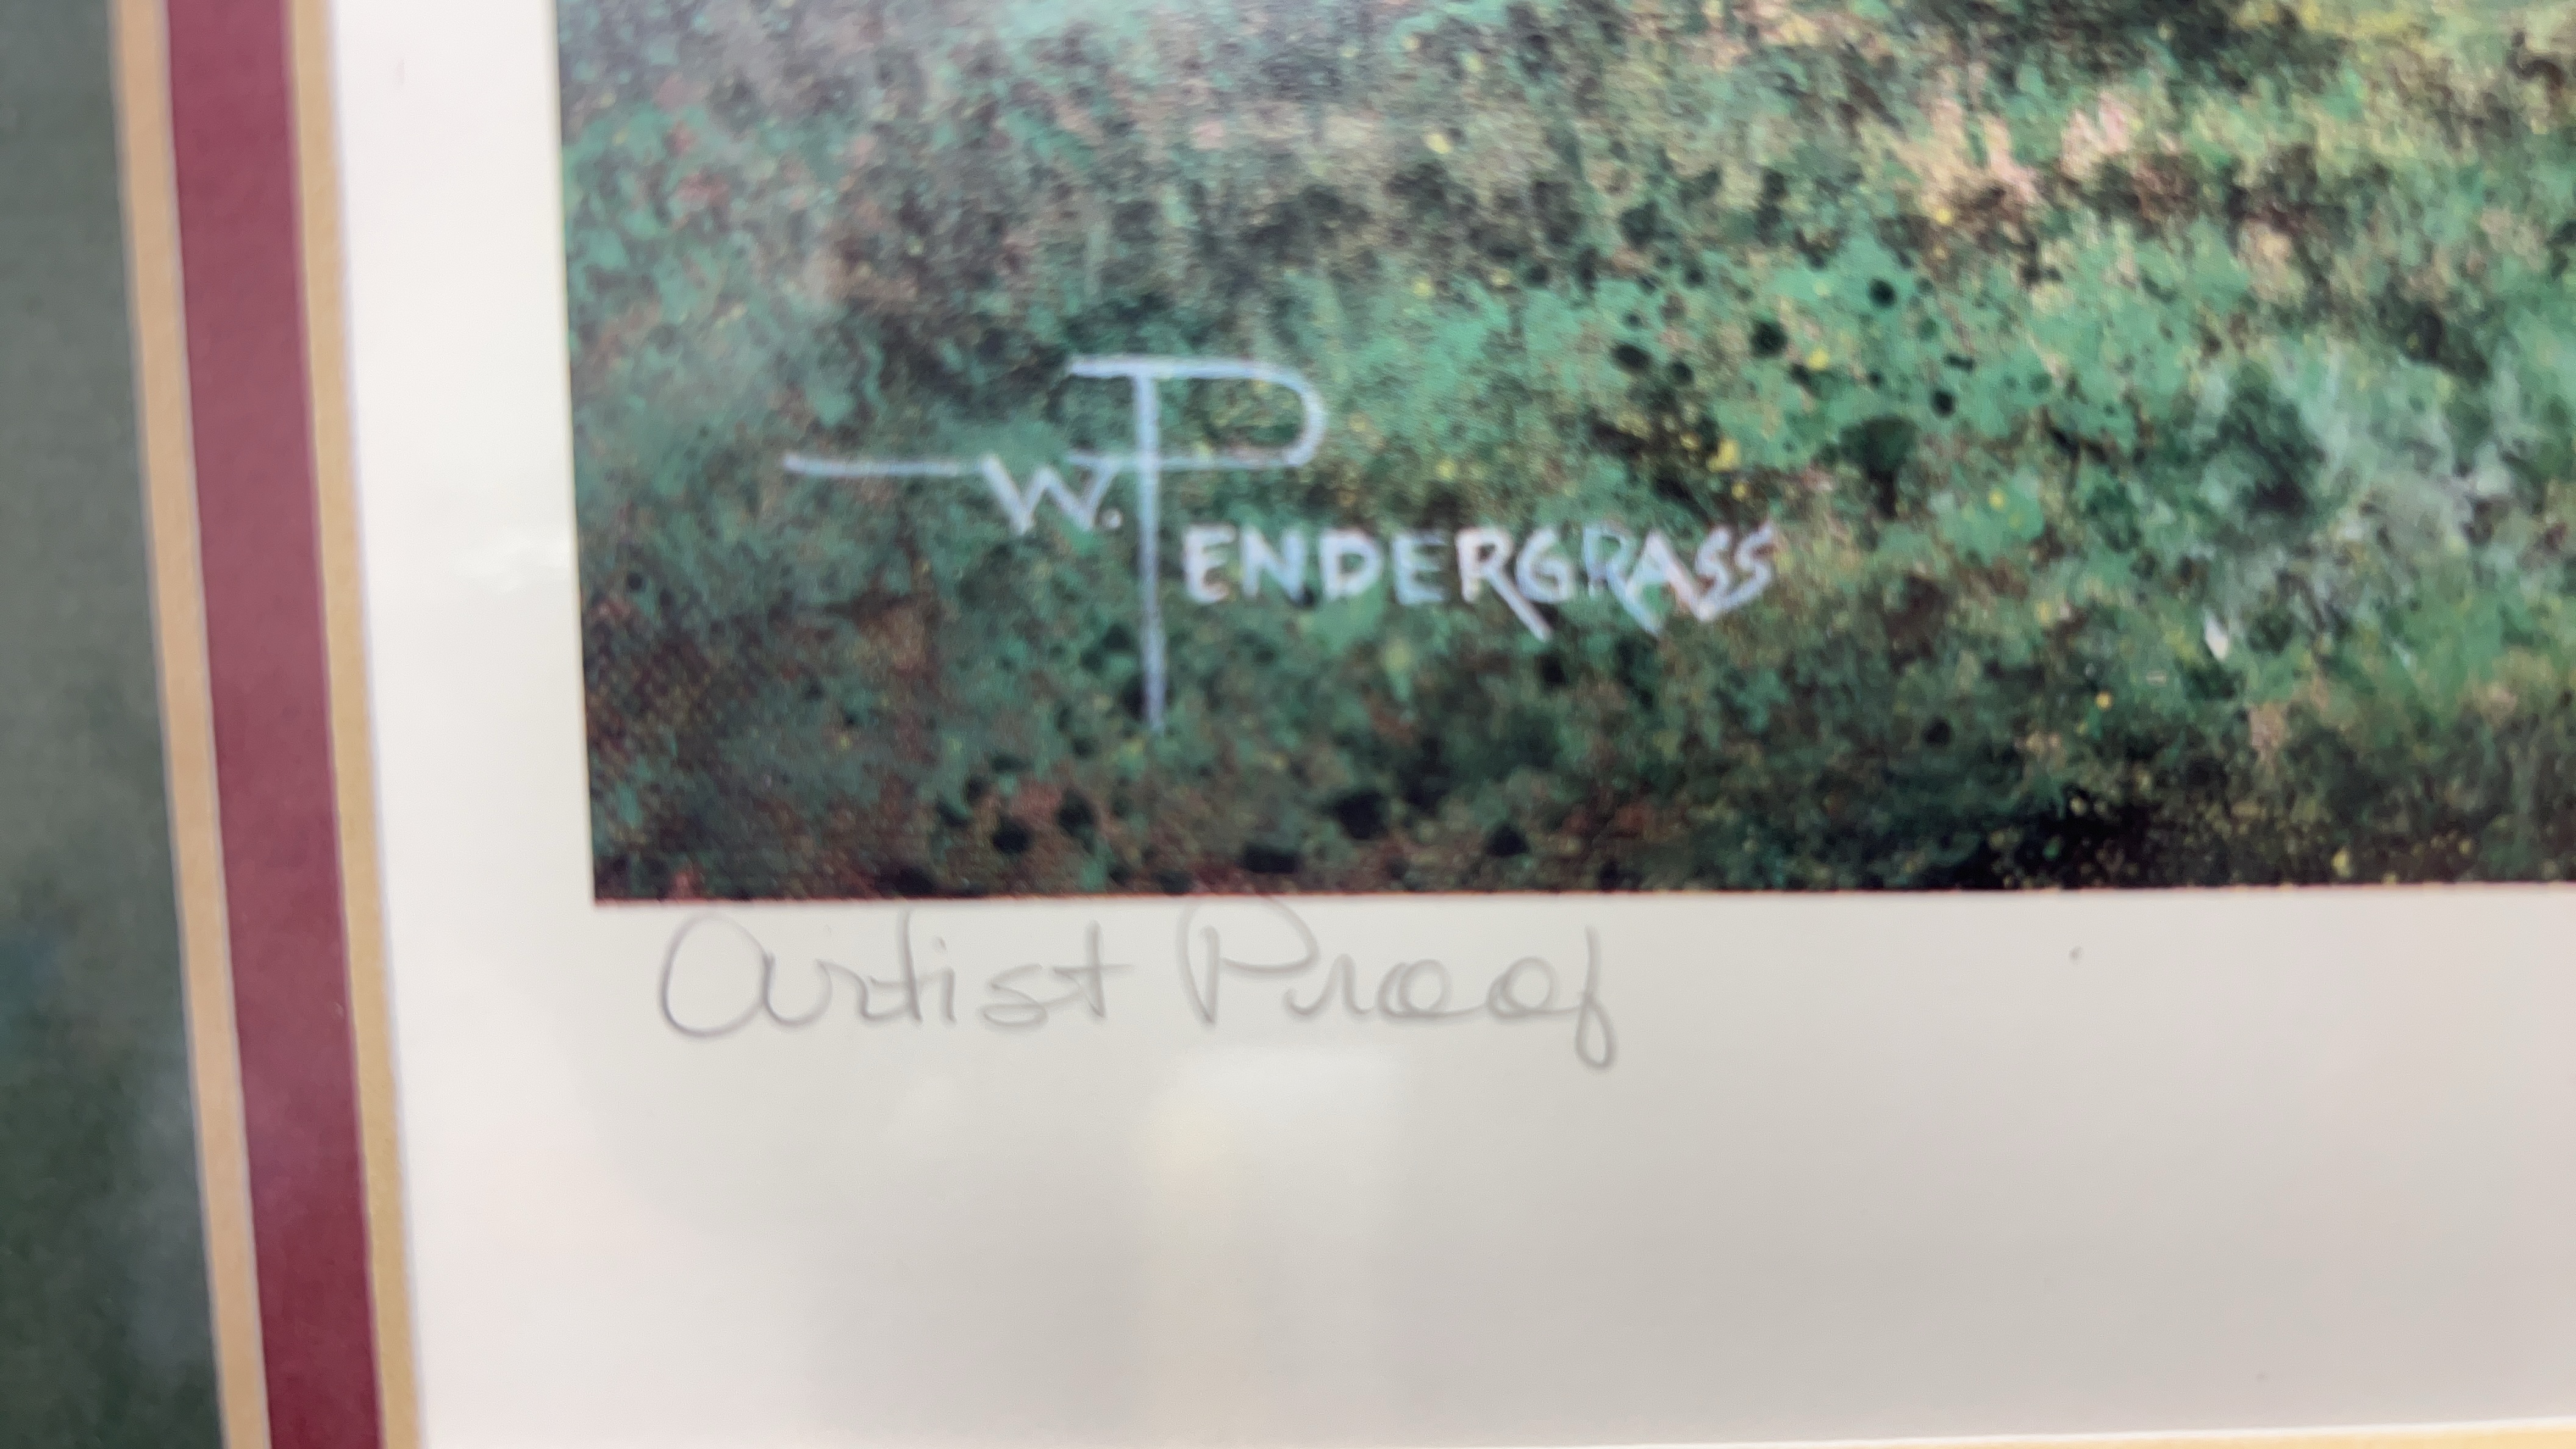 W. PENDERGRASS
Artist Proof